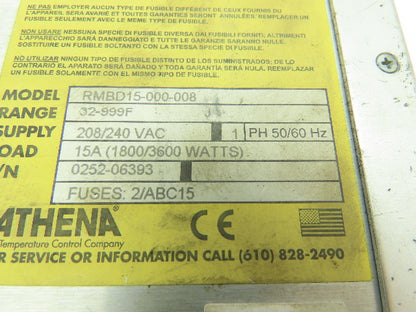 NE PAS EMPLOYER AUCUN TYPE DE FUSIBLE DIFFÉRENT DE CEUX FOURNIS OU
L'APPAREIL SERA AVARIÉ ET TOUTES GARANTIES SERONT ANNULÉES. REMPLACER UN
FUSIBLE SEULEMENT AVEC LE MEME TYPE DE FUSIBLE.
NON USARE NESSUNA SPECIE DI FUSIBILE DIVERSA DAI FUSIBILI FORNITI, ALTRIMENTI
L'APPARECCHIO SARÀ DANNEGGIATO E TUTTE LE GARANZIE SARANNO NULLE.
SOSTITUIRE UN FUSIBILE SOLTANTO CON LA STESSA SPECIE DI FUSIBILE.
NO UTILIZAR NINGUN TIPO DE FUSIBLE DISTINTO DE LOS SUMINISTRADOS; DE LO
CONTRARIO EL APARATO SERÁ DAÑADO Y TODA GARANTÍA SERÁ NULA. REEMPLAZAR
UN FUSIBLE SOLAMENTE CON EL MISMO TIPO DE FUSIBLE.
MODEL RMBD15-000-008
RANGE 32-999F
SUPPLY 208/240 VAC 1 PH 50/60 Hz
OAD 15A (1800/3600 WATTS)
/N 0252-06393
FUSES: 2/ABC15
ATHENA CE
Temperature Control Company
R SERVICE OR INFORMATION CALL (610) 828-2490